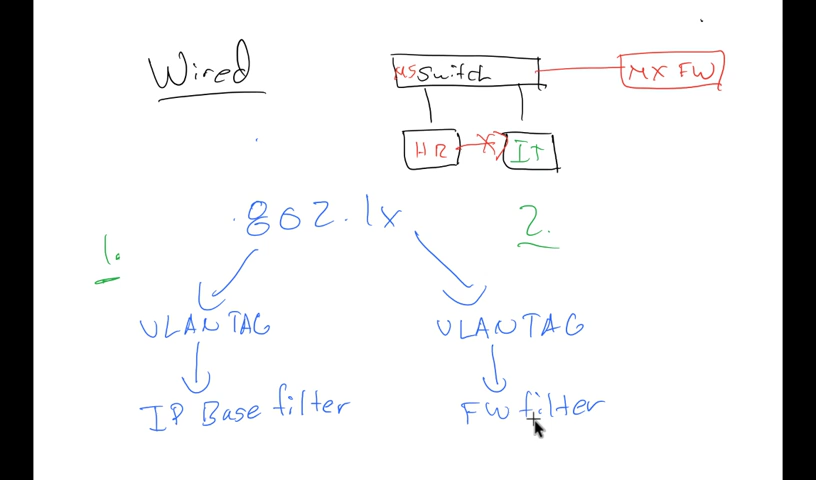 Wired
MS Switch
MX FW
HR
IT
802.1x
1.
2.
VLAN TAG
VLAN TAG
IP Base filter
FW filter